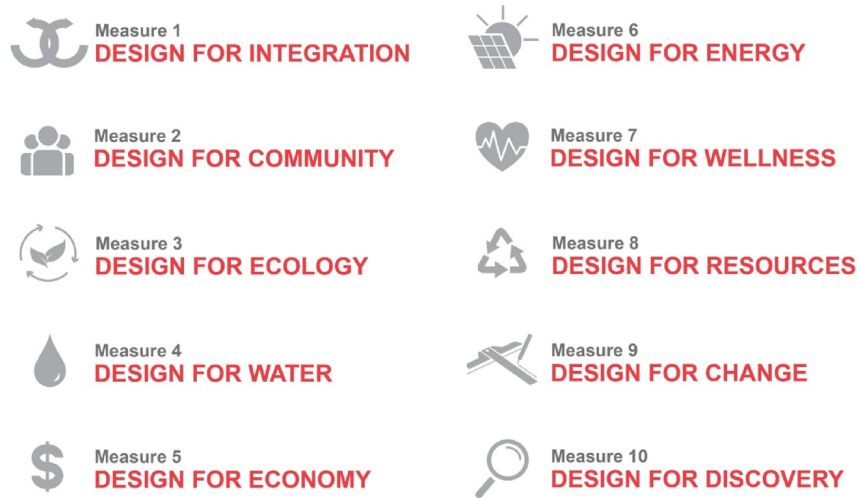 Measure 1
DESIGN FOR INTEGRATION
Measure 2
DESIGN FOR COMMUNITY
Measure 3
DESIGN FOR ECOLOGY
Measure 4
DESIGN FOR WATER
Measure 5
DESIGN FOR ECONOMY
Measure 6
DESIGN FOR ENERGY
Measure 7
DESIGN FOR WELLNESS
Measure 8
DESIGN FOR RESOURCES
Measure 9
DESIGN FOR CHANGE
Measure 10
DESIGN FOR DISCOVERY